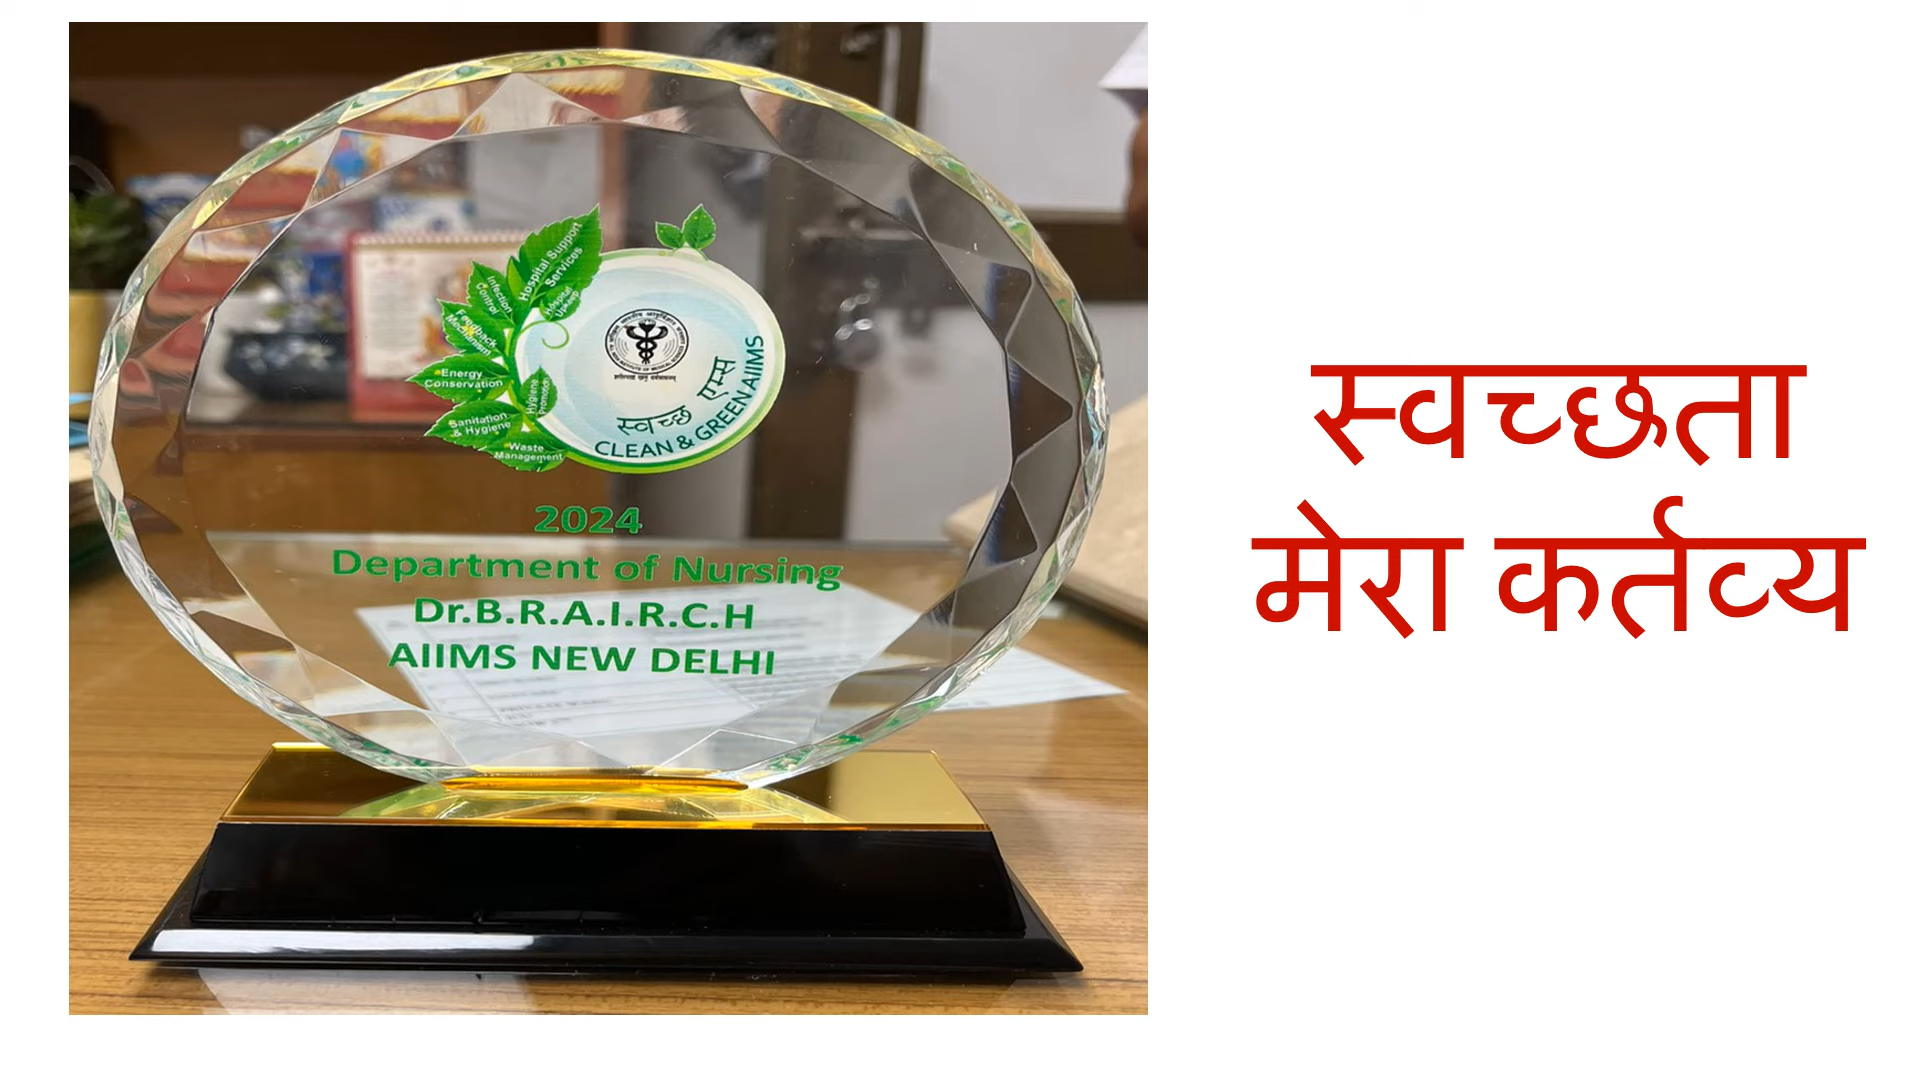 Hospital Support
Services
Hospital
Upkeep
Infection
Control
Feedback
Mechanism
Energy
Conservation
Hygiene
Promotion
Sanitation
& Hygiene
Waste
Management
स्वच्छ एम्स
CLEAN & GREEN AIIMS
2024
Department of Nursing
Dr.B.R.A.I.R.C.H
AIIMS NEW DELHI
स्वच्छता
मेरा कर्तव्य